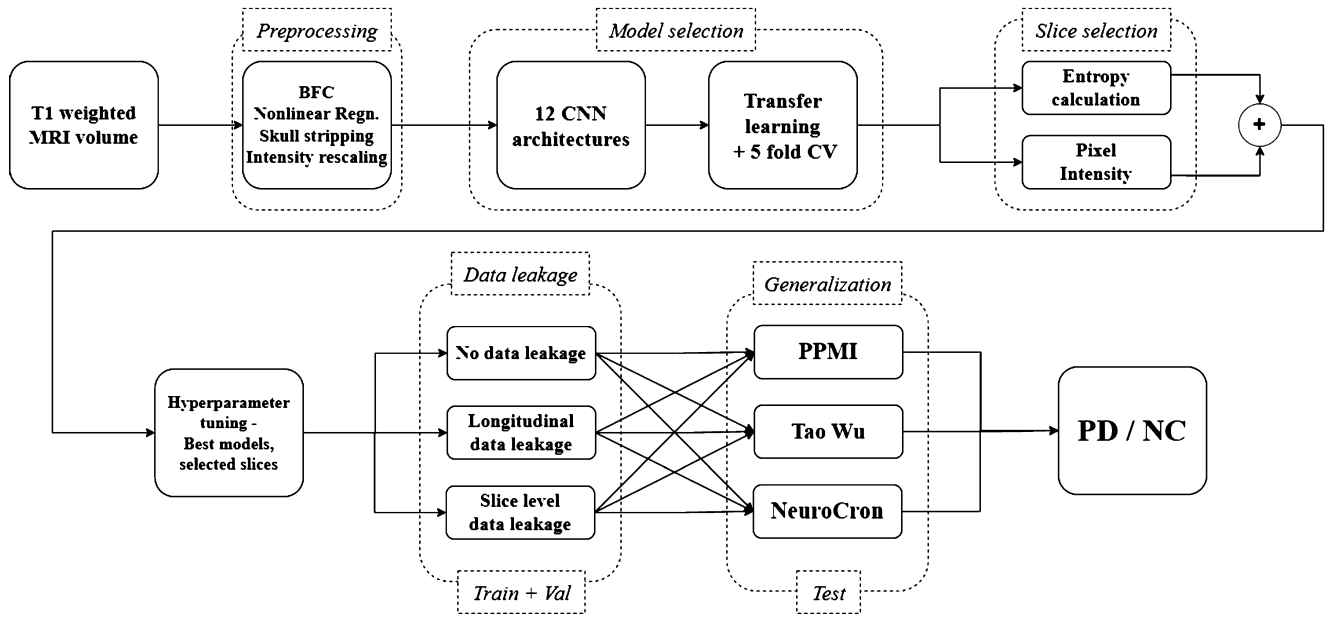 Preprocessing
Model selection
Slice selection
T1 weighted
MRI volume
BFC
Nonlinear Regn.
Skull stripping
Intensity rescaling
12 CNN
architectures
Transfer
learning
+ 5 fold CV
Entropy
calculation
Pixel
Intensity
+
Data leakage
Generalization
Hyperparameter
tuning -
Best models,
selected slices
No data leakage
Longitudinal
data leakage
Slice level
data leakage
PPMI
Tao Wu
NeuroCron
PD / NC
Train + Val
Test